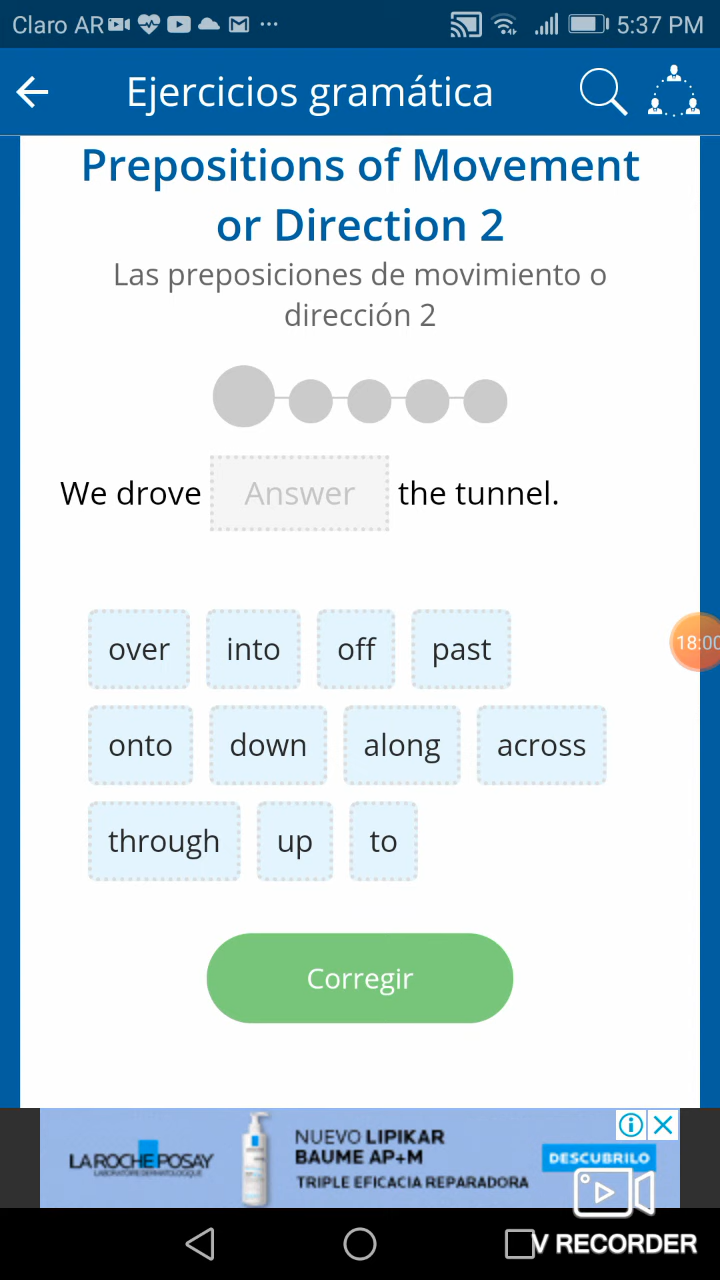 Claro AR ... 5:37 PM
Ejercicios gramática
Prepositions of Movement
or Direction 2
Las preposiciones de movimiento o
dirección 2
We drove Answer the tunnel.
over into off past
18:00
onto down along across
through up to
Corregir
LA ROCHE POSAY
LABORATOIRE DERMATOLOGIQUE
NUEVO LIPIKAR
BAUME AP+M
TRIPLE EFICACIA REPARADORA
DESCUBRILO
V RECORDER